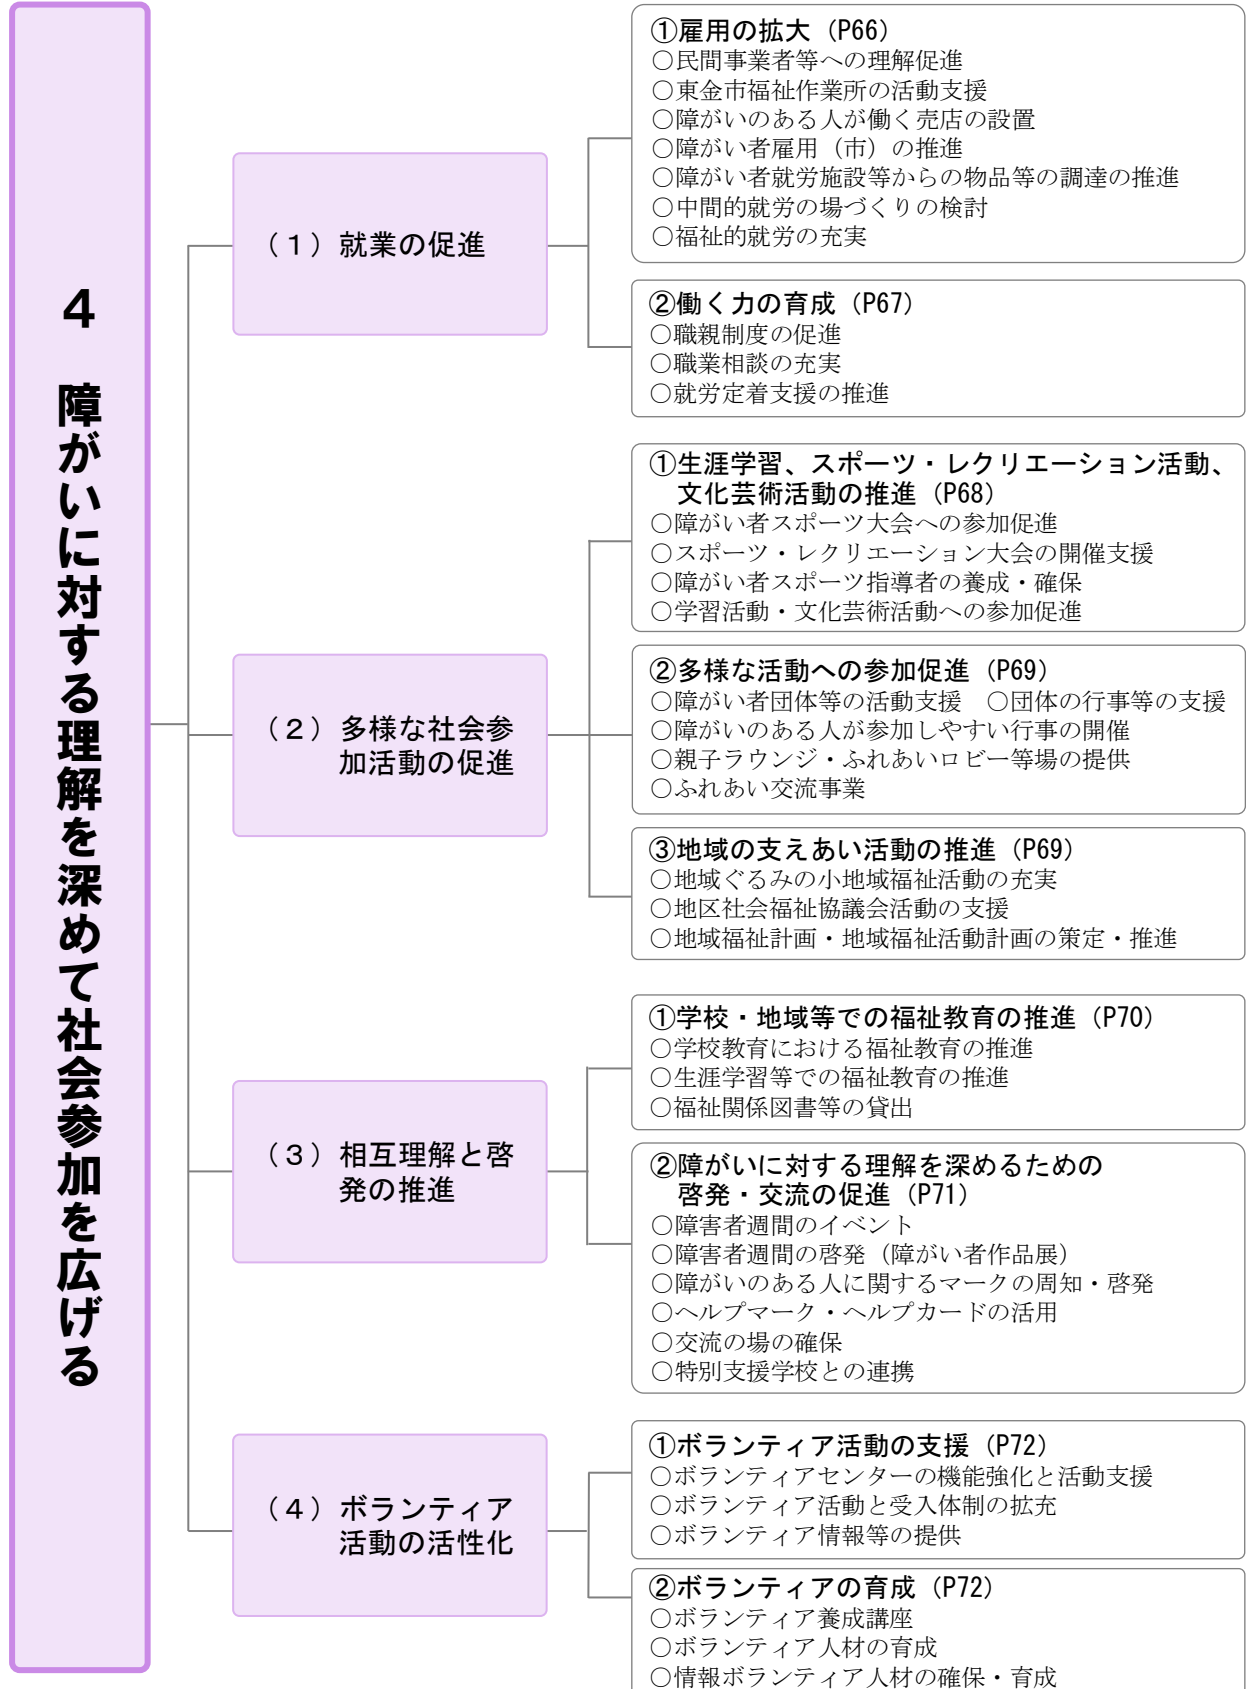 ４　障がいに対する理解を深めて社会参加を広げる
（１）就業の促進
①雇用の拡大（P66）
○民間事業者等への理解促進
○東金市福祉作業所の活動支援
○障がいのある人が働く売店の設置
○障がい者雇用（市）の推進
○障がい者就労施設等からの物品等の調達の推進
○中間的就労の場づくりの検討
○福祉的就労の充実
②働く力の育成（P67）
○職親制度の促進
○職業相談の充実
○就労定着支援の推進
（２）多様な社会参
加活動の促進
①生涯学習、スポーツ・レクリエーション活動、
文化芸術活動の推進（P68）
○障がい者スポーツ大会への参加促進
○スポーツ・レクリエーション大会の開催支援
○障がい者スポーツ指導者の養成・確保
○学習活動・文化芸術活動への参加促進
②多様な活動への参加促進（P69）
○障がい者団体等の活動支援　○団体の行事等の支援
○障がいのある人が参加しやすい行事の開催
○親子ラウンジ・ふれあいロビー等場の提供
○ふれあい交流事業
③地域の支えあい活動の推進（P69）
○地域ぐるみの小地域福祉活動の充実
○地区社会福祉協議会活動の支援
○地域福祉計画・地域福祉活動計画の策定・推進
（３）相互理解と啓
発の推進
①学校・地域等での福祉教育の推進（P70）
○学校教育における福祉教育の推進
○生涯学習等での福祉教育の推進
○福祉関係図書等の貸出
②障がいに対する理解を深めるための
啓発・交流の促進（P71）
○障害者週間のイベント
○障害者週間の啓発（障がい者作品展）
○障がいのある人に関するマークの周知・啓発
○ヘルプマーク・ヘルプカードの活用
○交流の場の確保
○特別支援学校との連携
（４）ボランティア
活動の活性化
①ボランティア活動の支援（P72）
○ボランティアセンターの機能強化と活動支援
○ボランティア活動と受入体制の拡充
○ボランティア情報等の提供
②ボランティアの育成（P72）
○ボランティア養成講座
○ボランティア人材の育成
○情報ボランティア人材の確保・育成